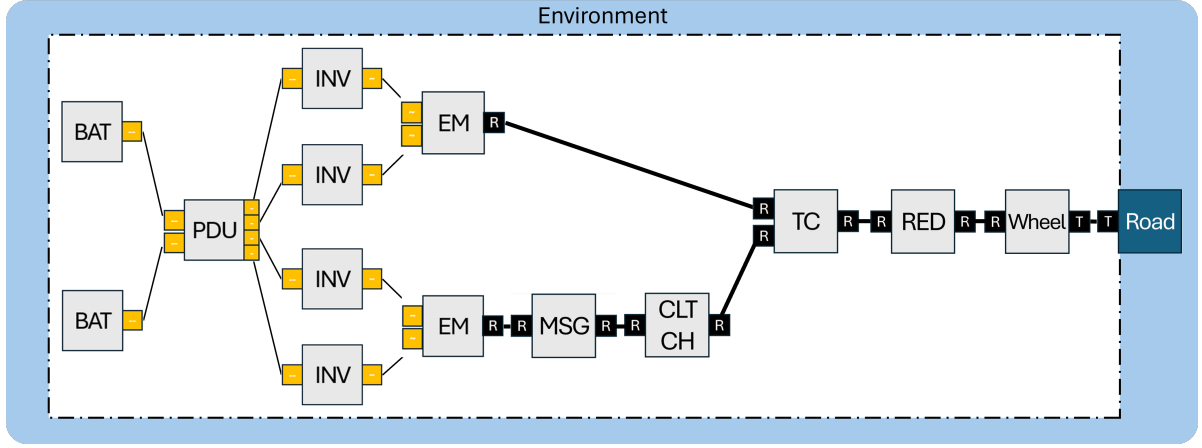 Environment
BAT
--
BAT
--
--
--
PDU
-
-
-
-
--
INV
--
--
INV
--
--
INV
--
--
INV
--
--
--
EM
R
--
--
EM
R
R
MSG
R
R
CLT
CH
R
R
R
TC
R
R
RED
R
R
Wheel
T
T
Road